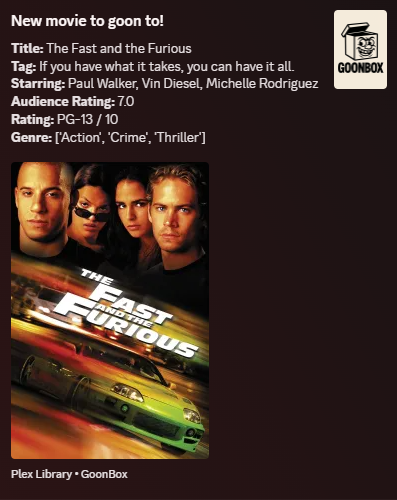 New movie to goon to!
GOONBOX
Title: The Fast and the Furious
Tag: If you have what it takes, you can have it all.
Starring: Paul Walker, Vin Diesel, Michelle Rodriguez
Audience Rating: 7.0
Rating: PG-13 / 10
Genre: ['Action', 'Crime', 'Thriller']
THE
FAST
AND THE
FURIOUS
Plex Library • GoonBox